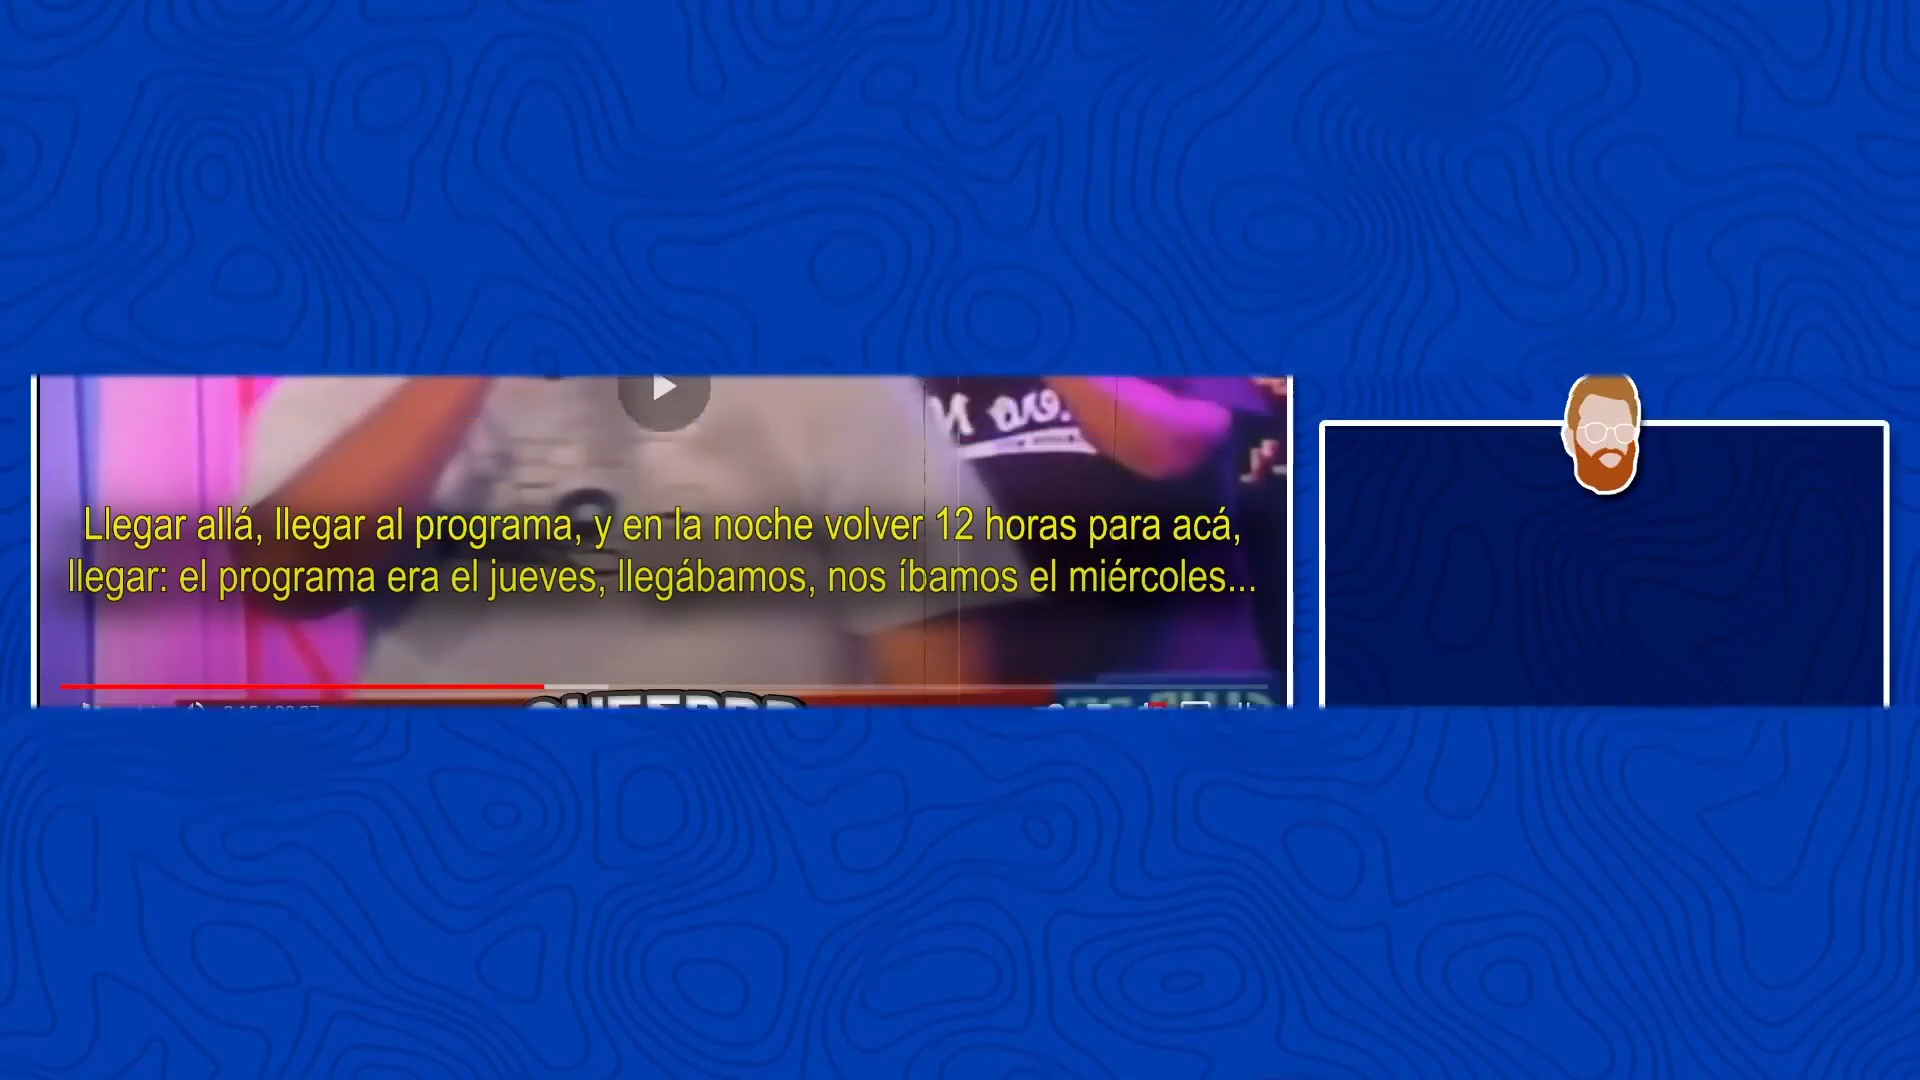 Llegar allá, llegar al programa, y en la noche volver 12 horas para acá,
llegar: el programa era el jueves, llegábamos, nos íbamos el miércoles...